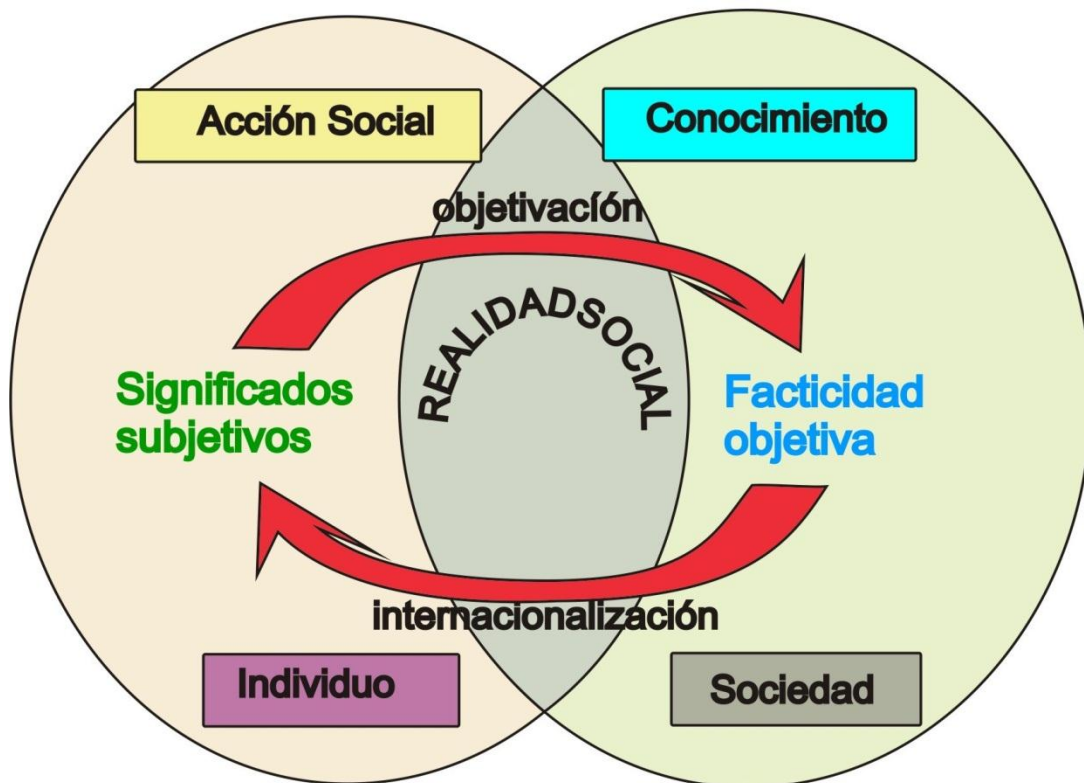 Acción Social
Conocimiento
objetivacíón
REALIDADSOCIAL
Significados
subjetivos
Facticidad
objetiva
internacionalización
Individuo
Sociedad